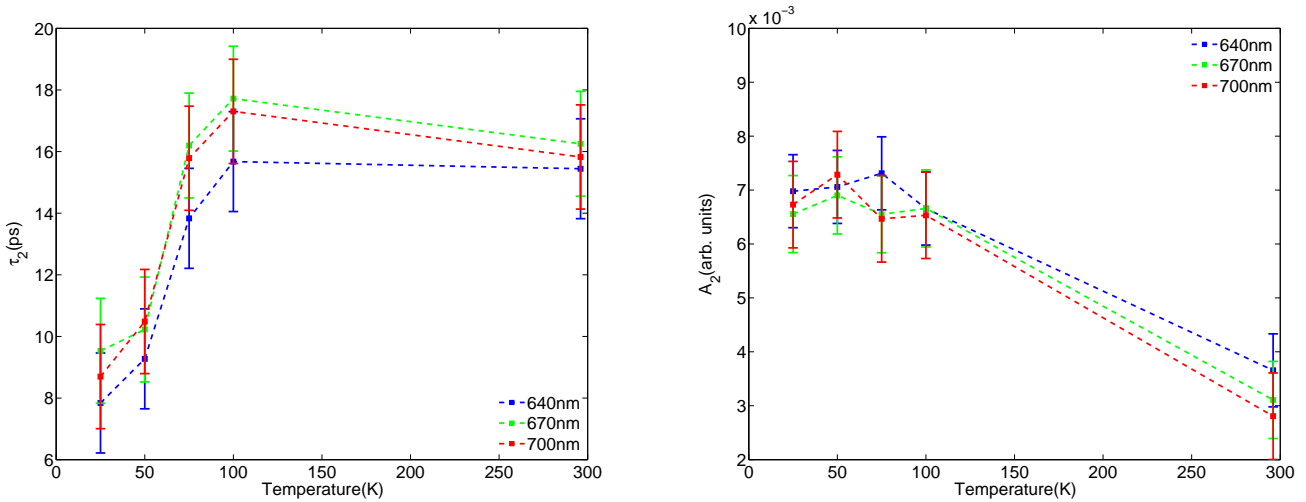 20
18
16
14
12
10
8
6
τ2(ps)
0 50 100 150 200 250 300
Temperature(K)
640nm
670nm
700nm
x 10−3
10
9
8
7
6
5
4
3
2
A2(arb. units)
0 50 100 150 200 250 300
Temperature(K)
640nm
670nm
700nm